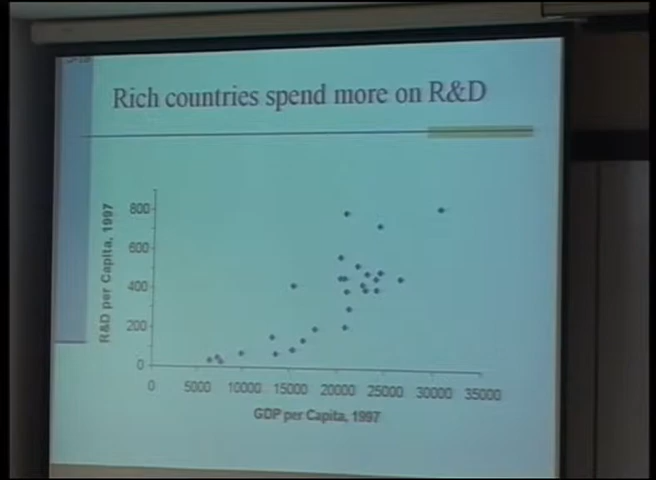 Rich countries spend more on R&D
R&D per Capita, 1997
800
600
400
200
0
0 5000 10000 15000 20000 25000 30000 35000
GDP per Capita, 1997